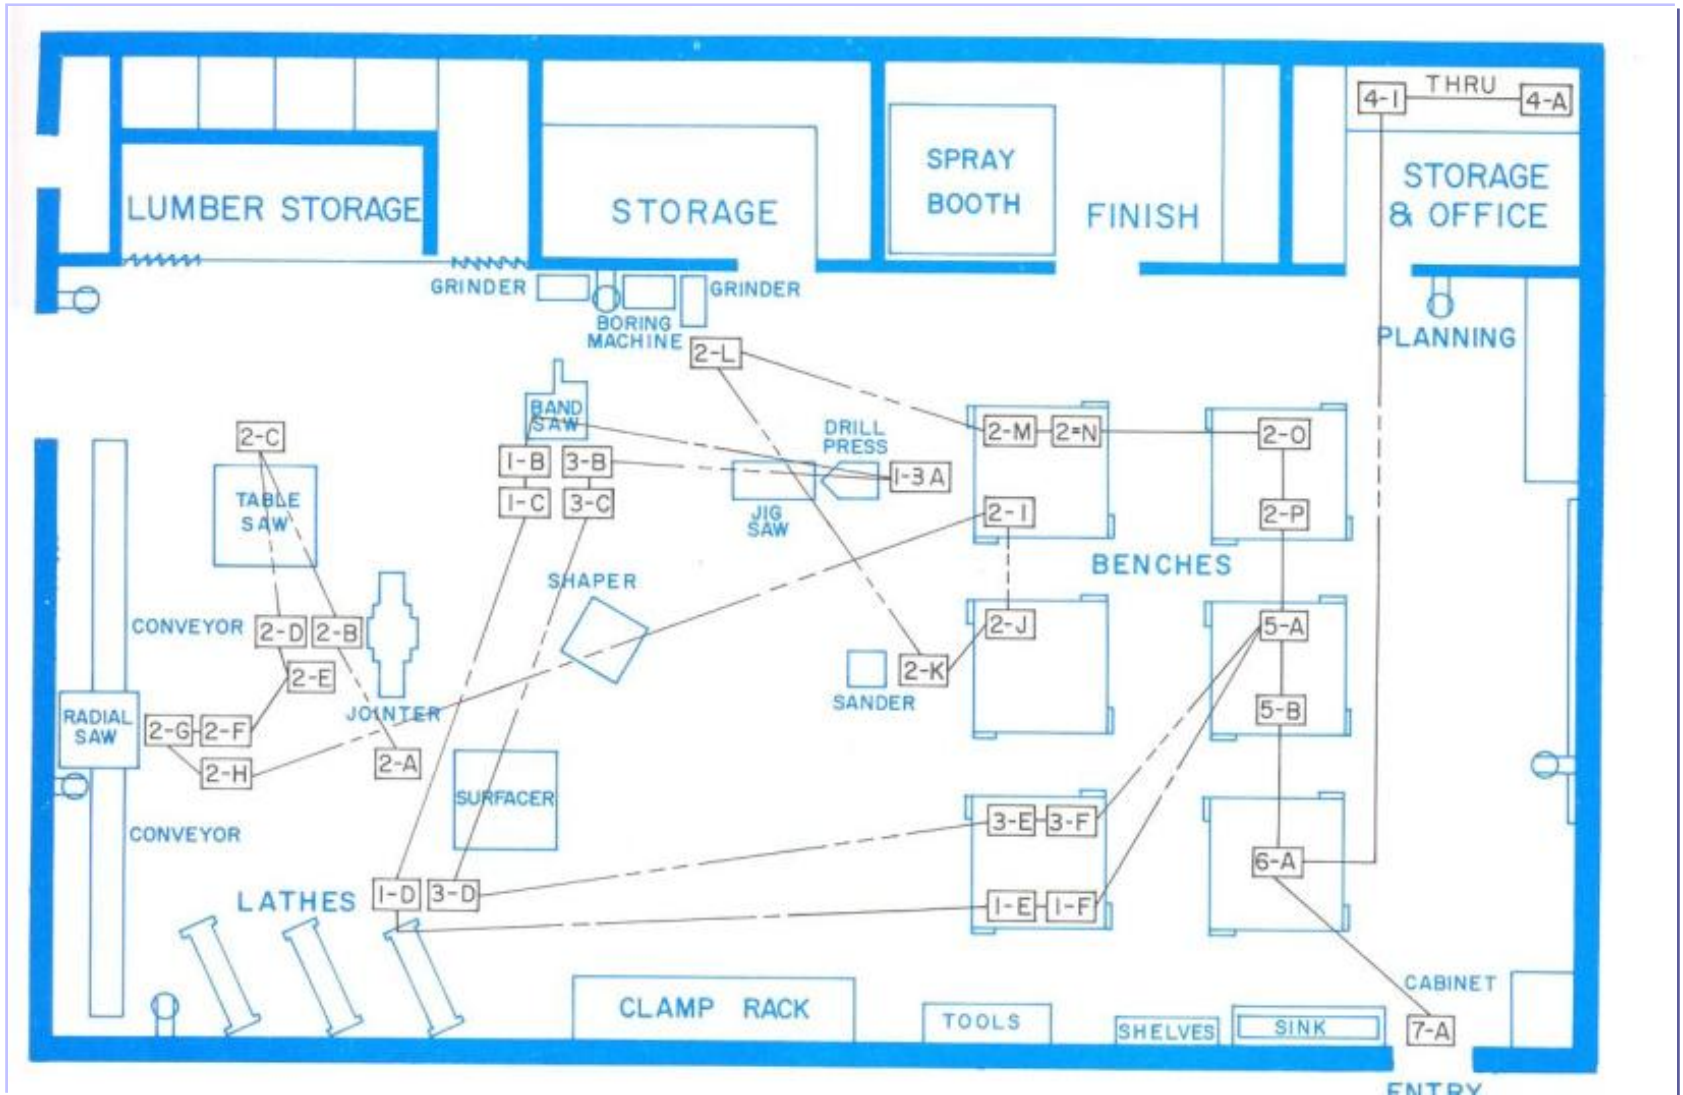 4-I
THRU
4-A
SPRAY
BOOTH
STORAGE
& OFFICE
LUMBER STORAGE
STORAGE
FINISH
GRINDER
GRINDER
BORING
MACHINE
PLANNING
2-L
BAND
SAW
2-C
DRILL
PRESS
2-M
2=N
2-O
1-B
3-B
1-3A
TABLE
SAW
1-C
3-C
JIG
SAW
2-I
2-P
BENCHES
SHAPER
CONVEYOR
2-D
2-B
2-J
5-A
2-E
2-K
SANDER
JOINTER
RADIAL
SAW
2-G
2-F
5-B
2-H
2-A
SURFACER
CONVEYOR
3-E
3-F
6-A
LATHES
1-D
3-D
1-E
1-F
CABINET
CLAMP RACK
TOOLS
SHELVES
SINK
7-A
ENTRY